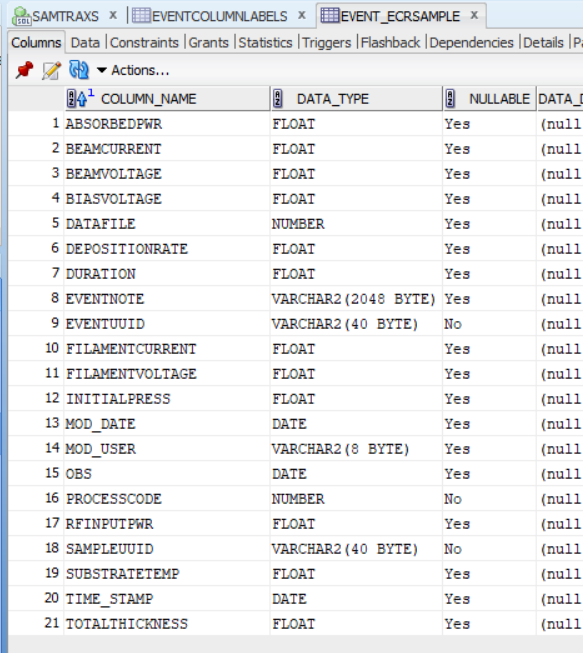 SAMTRAXS x EVENTCOLUMNLABELS x EVENT_ECRSAMPLE x
Columns Data Constraints Grants Statistics Triggers Flashback Dependencies Details
Actions...
COLUMN_NAME DATA_TYPE NULLABLE DATA_D
1 ABSORBEDPWR FLOAT Yes (null
2 BEAMCURRENT FLOAT Yes (null
3 BEAMVOLTAGE FLOAT Yes (null
4 BIASVOLTAGE FLOAT Yes (null
5 DATAFILE NUMBER Yes (null
6 DEPOSITIONRATE FLOAT Yes (null
7 DURATION FLOAT Yes (null
8 EVENTNOTE VARCHAR2(2048 BYTE) Yes (null
9 EVENTUUID VARCHAR2(40 BYTE) No (null
10 FILAMENTCURRENT FLOAT Yes (null
11 FILAMENTVOLTAGE FLOAT Yes (null
12 INITIALPRESS FLOAT Yes (null
13 MOD_DATE DATE Yes (null
14 MOD_USER VARCHAR2(8 BYTE) Yes (null
15 OBS DATE Yes (null
16 PROCESSCODE NUMBER No (null
17 RFINPUTPWR FLOAT Yes (null
18 SAMPLEUUID VARCHAR2(40 BYTE) No (null
19 SUBSTRATETEMP FLOAT Yes (null
20 TIME_STAMP DATE Yes (null
21 TOTALTHICKNESS FLOAT Yes (null